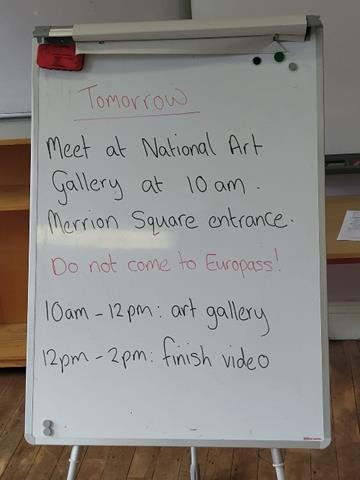 Tomorrow
Meet at National Art
Gallery at 10 am.
Merrion Square entrance.
Do not come to Europass!
10am - 12pm: art gallery
12pm - 2pm: finish video